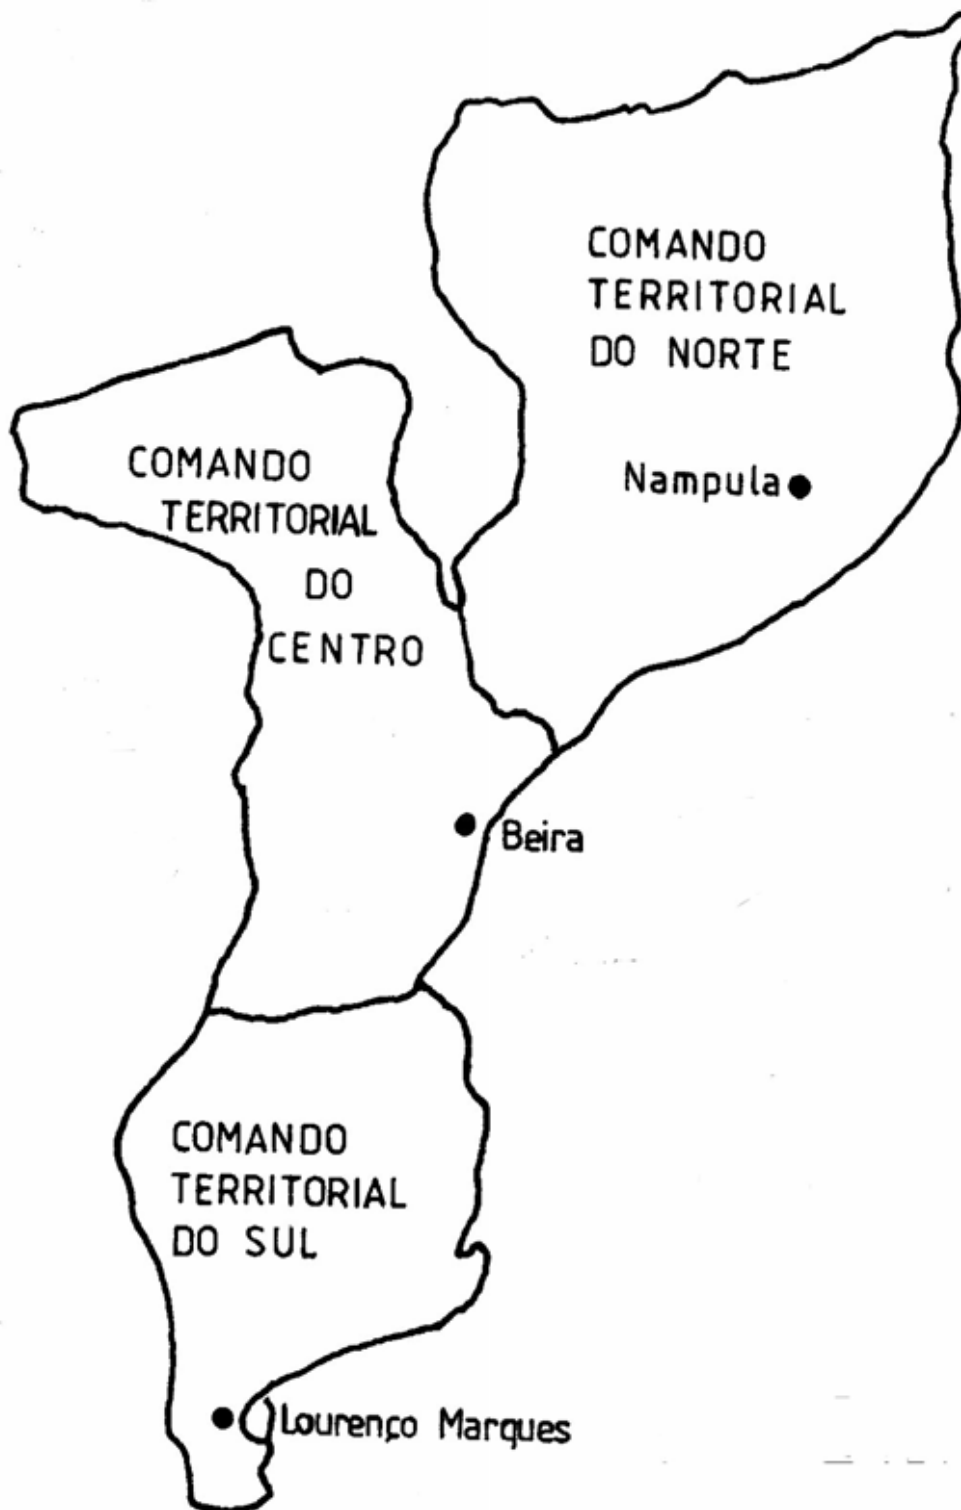 COMANDO
TERRITORIAL
DO NORTE
Nampula
COMANDO
TERRITORIAL
DO
CENTRO
Beira
COMANDO
TERRITORIAL
DO SUL
Lourenço Marques